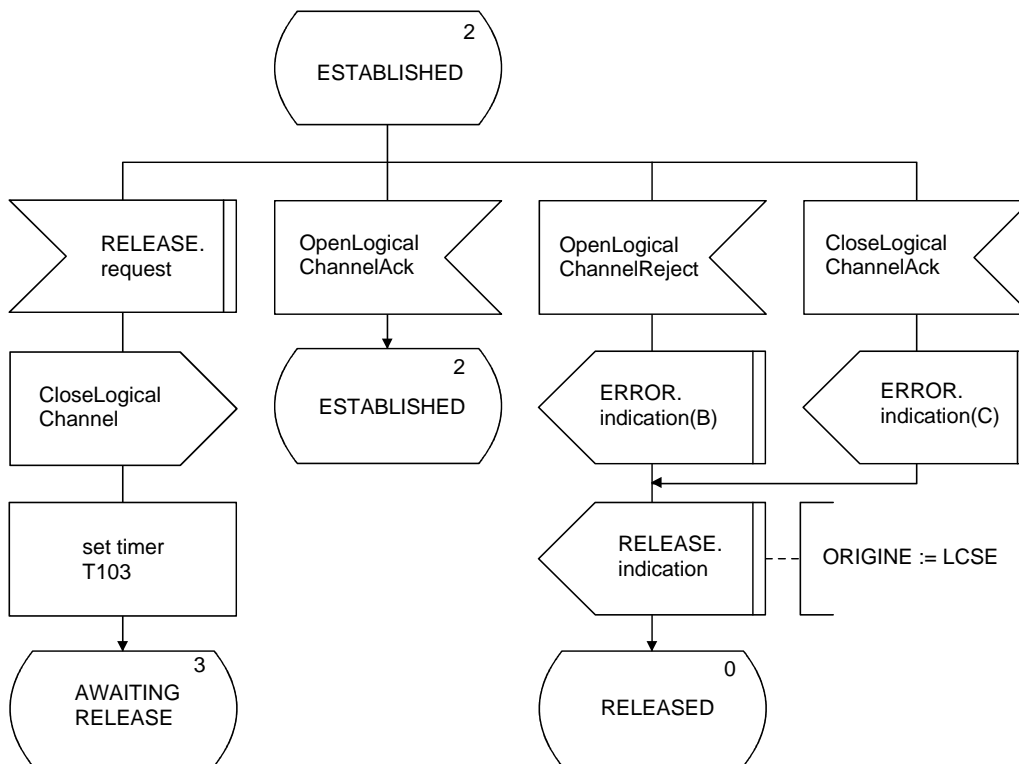 2
ESTABLISHED
RELEASE.
request
OpenLogical
ChannelAck
OpenLogical
ChannelReject
CloseLogical
ChannelAck
CloseLogical
Channel
2
ESTABLISHED
ERROR.
indication(B)
ERROR.
indication(C)
set timer
T103
RELEASE.
indication
ORIGINE := LCSE
3
AWAITING
RELEASE
0
RELEASED